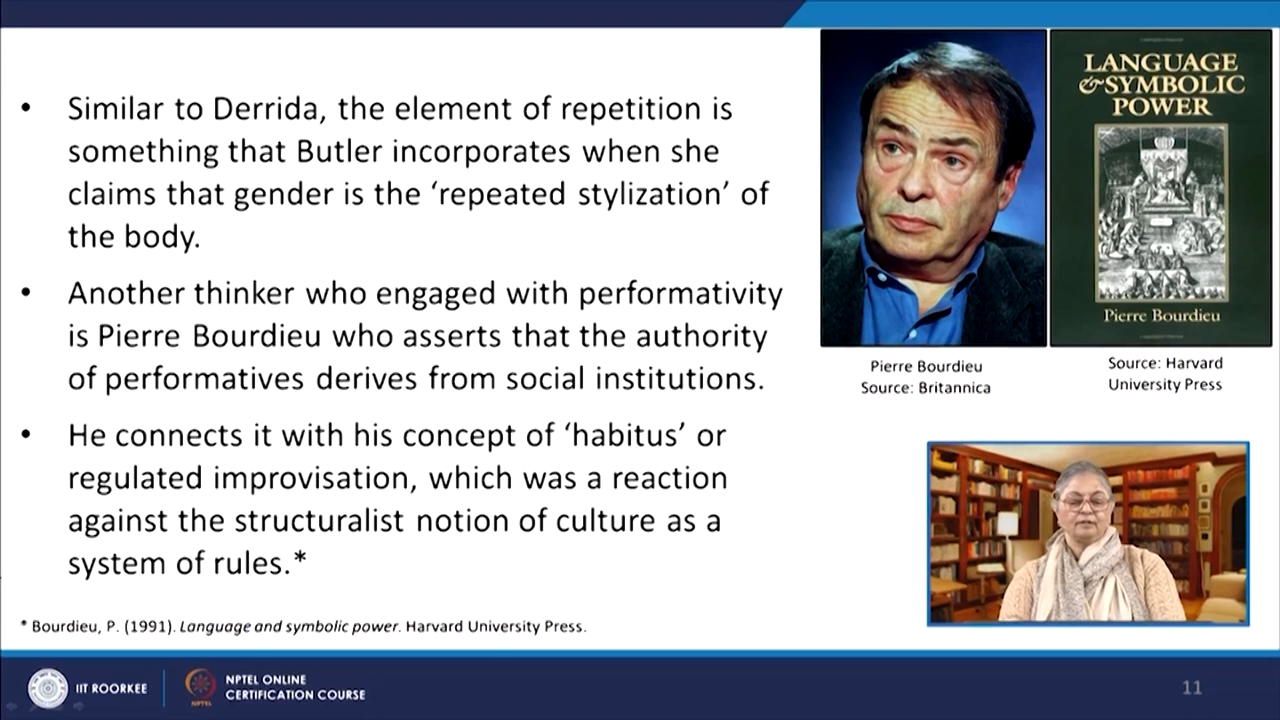 • Similar to Derrida, the element of repetition is
something that Butler incorporates when she
claims that gender is the ‘repeated stylization’ of
the body.
• Another thinker who engaged with performativity
is Pierre Bourdieu who asserts that the authority
of performatives derives from social institutions.
• He connects it with his concept of ‘habitus’ or
regulated improvisation, which was a reaction
against the structuralist notion of culture as a
system of rules.*
* Bourdieu, P. (1991). Language and symbolic power. Harvard University Press.
LANGUAGE
& SYMBOLIC
POWER
Pierre Bourdieu
Pierre Bourdieu
Source: Britannica
Source: Harvard
University Press
IIT ROORKEE
NPTEL
NPTEL ONLINE
CERTIFICATION COURSE
11